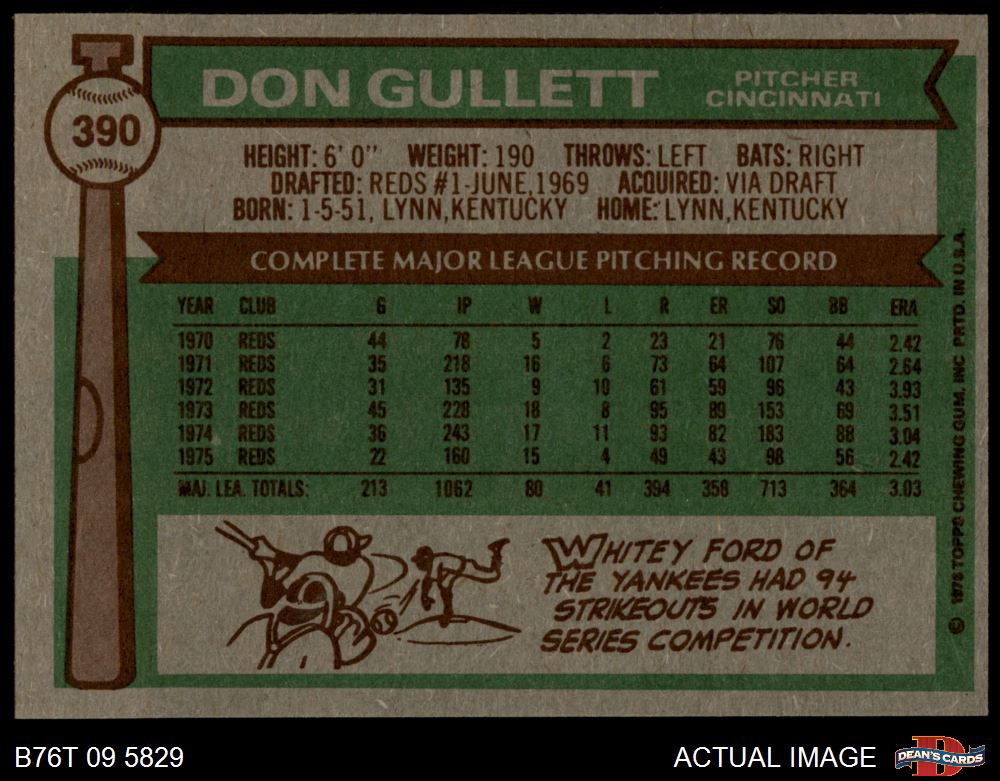 390
DON GULLETT
PITCHER
CINCINNATI
HEIGHT: 6' 0" WEIGHT: 190 THROWS: LEFT BATS: RIGHT
DRAFTED: REDS #1-JUNE, 1969 ACQUIRED: VIA DRAFT
BORN: 1-5-51, LYNN, KENTUCKY HOME: LYNN, KENTUCKY
COMPLETE MAJOR LEAGUE PITCHING RECORD
YEAR CLUB G IP W L R ER SO BB ERA
1970 REDS 44 78 5 2 23 21 76 44 2.42
1971 REDS 35 218 16 6 73 64 107 64 2.64
1972 REDS 31 135 9 10 61 59 96 43 3.93
1973 REDS 45 228 18 8 95 89 153 69 3.51
1974 REDS 36 243 17 11 93 82 183 88 3.04
1975 REDS 22 160 15 4 49 43 98 56 2.42
MAJ. LEA. TOTALS: 213 1062 80 41 394 358 713 364 3.03
WHITEY FORD OF
THE YANKEES HAD 94
STRIKEOUTS IN WORLD
SERIES COMPETITION.
© 1976 TOPPS CHEWING GUM, INC PRTD. IN U.S.A.
B76T 09 5829
ACTUAL IMAGE
DEAN'S CARDS